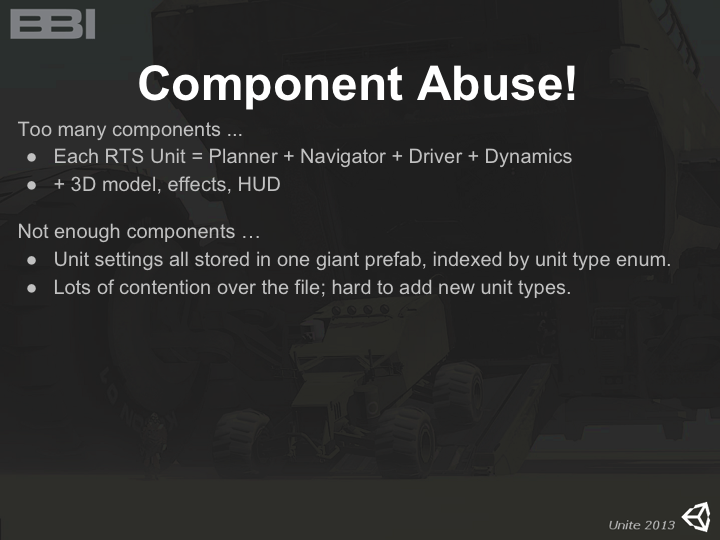 BBI
Component Abuse!
Too many components ...
● Each RTS Unit = Planner + Navigator + Driver + Dynamics
● + 3D model, effects, HUD
Not enough components …
● Unit settings all stored in one giant prefab, indexed by unit type enum.
● Lots of contention over the file; hard to add new unit types.
Unite 2013